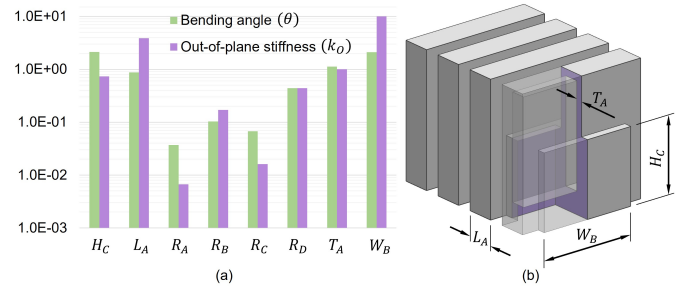 1.0E+01
1.0E+00
1.0E-01
1.0E-02
1.0E-03
Bending angle (θ)
Out-of-plane stiffness (k_O)
H_C L_A R_A R_B R_C R_D T_A W_B
(a)
T_A
H_C
L_A
W_B
(b)